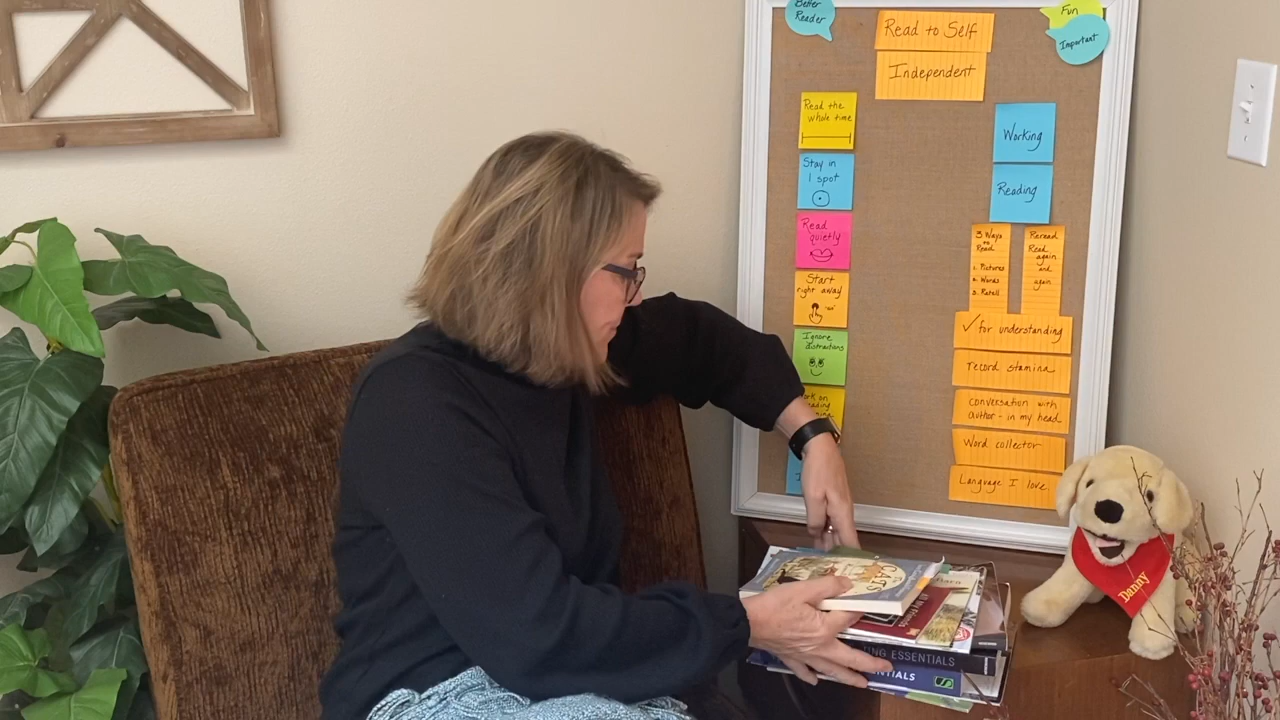 Better
Reader
Fun
Important
Read to Self
Independent
Read the
whole time
Stay in
1 spot
Read
quietly
Start
right away
Ignore
distractions
Working
Reading
3 Ways
to
Read
1. Pictures
2. Words
3. Retell
Reread
Read
again
and
again
✓ for understanding
record stamina
conversation with
author - in my head
Word collector
Language I love
Danny
CATS
ESSENTIALS